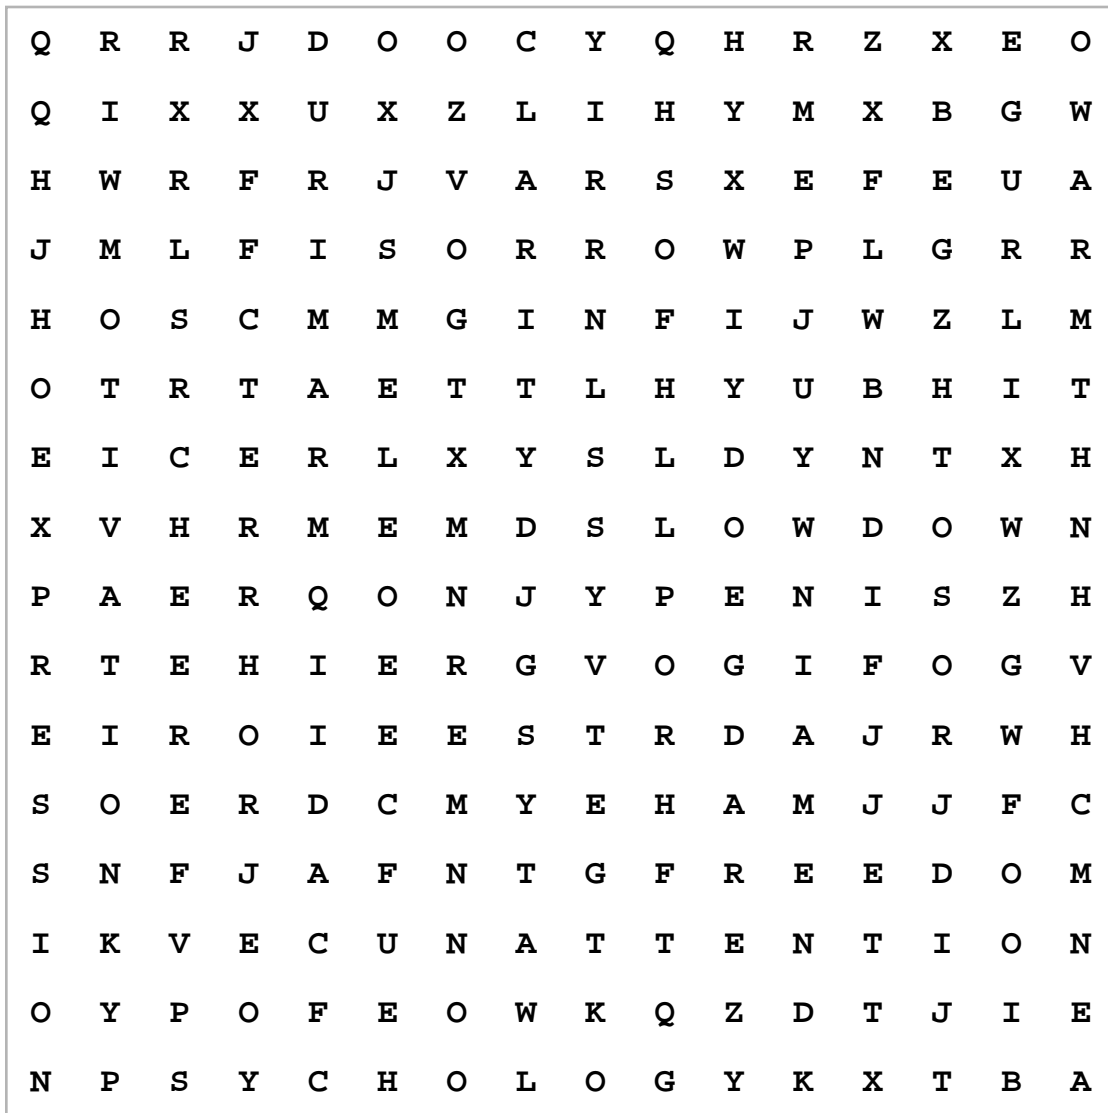 Q R R J D O O C Y Q H R Z X E O
Q I X X U X Z L I H Y M X B G W
H W R F R J V A R S X E F E U A
J M L F I S O R R O W P L G R R
H O S C M M G I N F I J W Z L M
O T R T A E T T L H Y U B H I T
E I C E R L X Y S L D Y N T X H
X V H R M E M D S L O W D O W N
P A E R Q O N J Y P E N I S Z H
R T E H I E R G V O G I F O G V
E I R O I E E S T R D A J R W H
S O E R D C M Y E H A M J J F C
S N F J A F N T G F R E E D O M
I K V E C U N A T T E N T I O N
O Y P O F E O W K Q Z D T J I E
N P S Y C H O L O G Y K X T B A